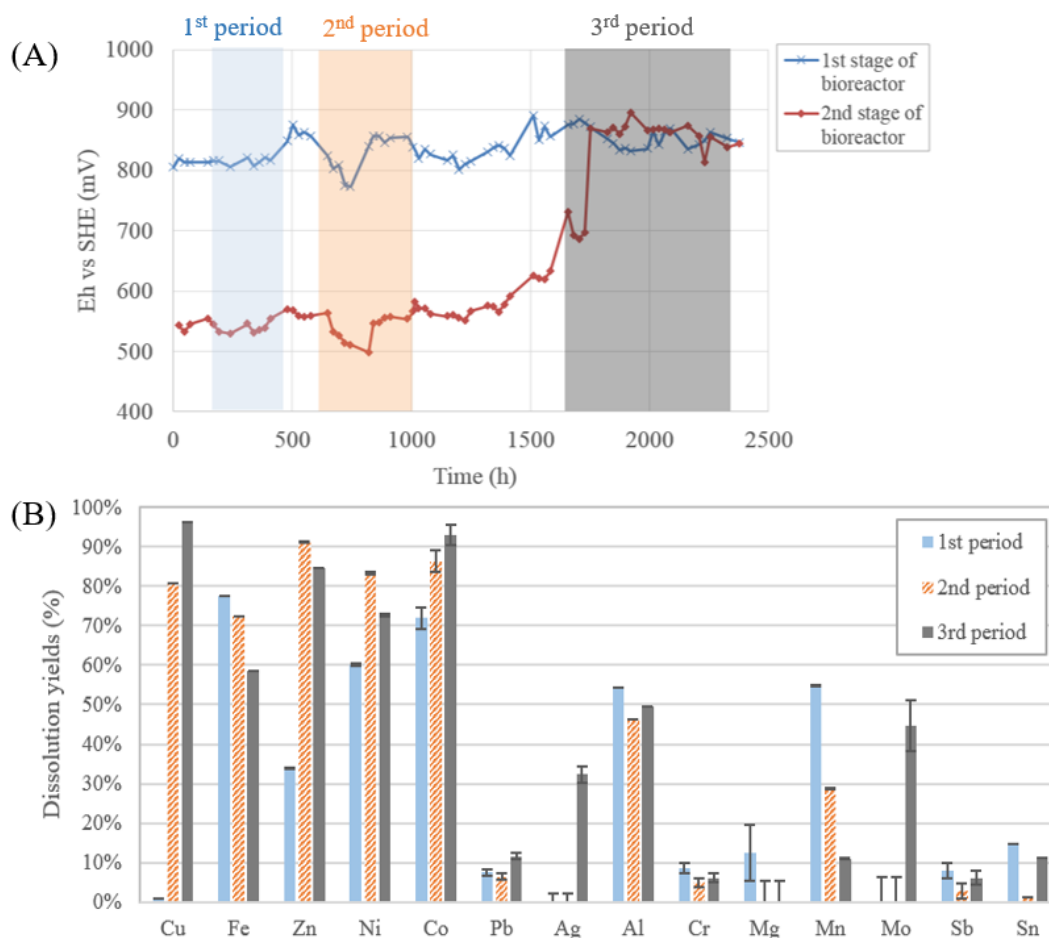 (A)
1st period
2nd period
3rd period
1000
900
800
700
600
500
400
Eh vs SHE (mV)
0
500
1000
1500
2000
2500
Time (h)
1st stage of
bioreactor
2nd stage of
bioreactor
(B)
100%
90%
80%
70%
60%
50%
40%
30%
20%
10%
0%
Dissolution yields (%)
1st period
2nd period
3rd period
Cu Fe Zn Ni Co Pb Ag Al Cr Mg Mn Mo Sb Sn